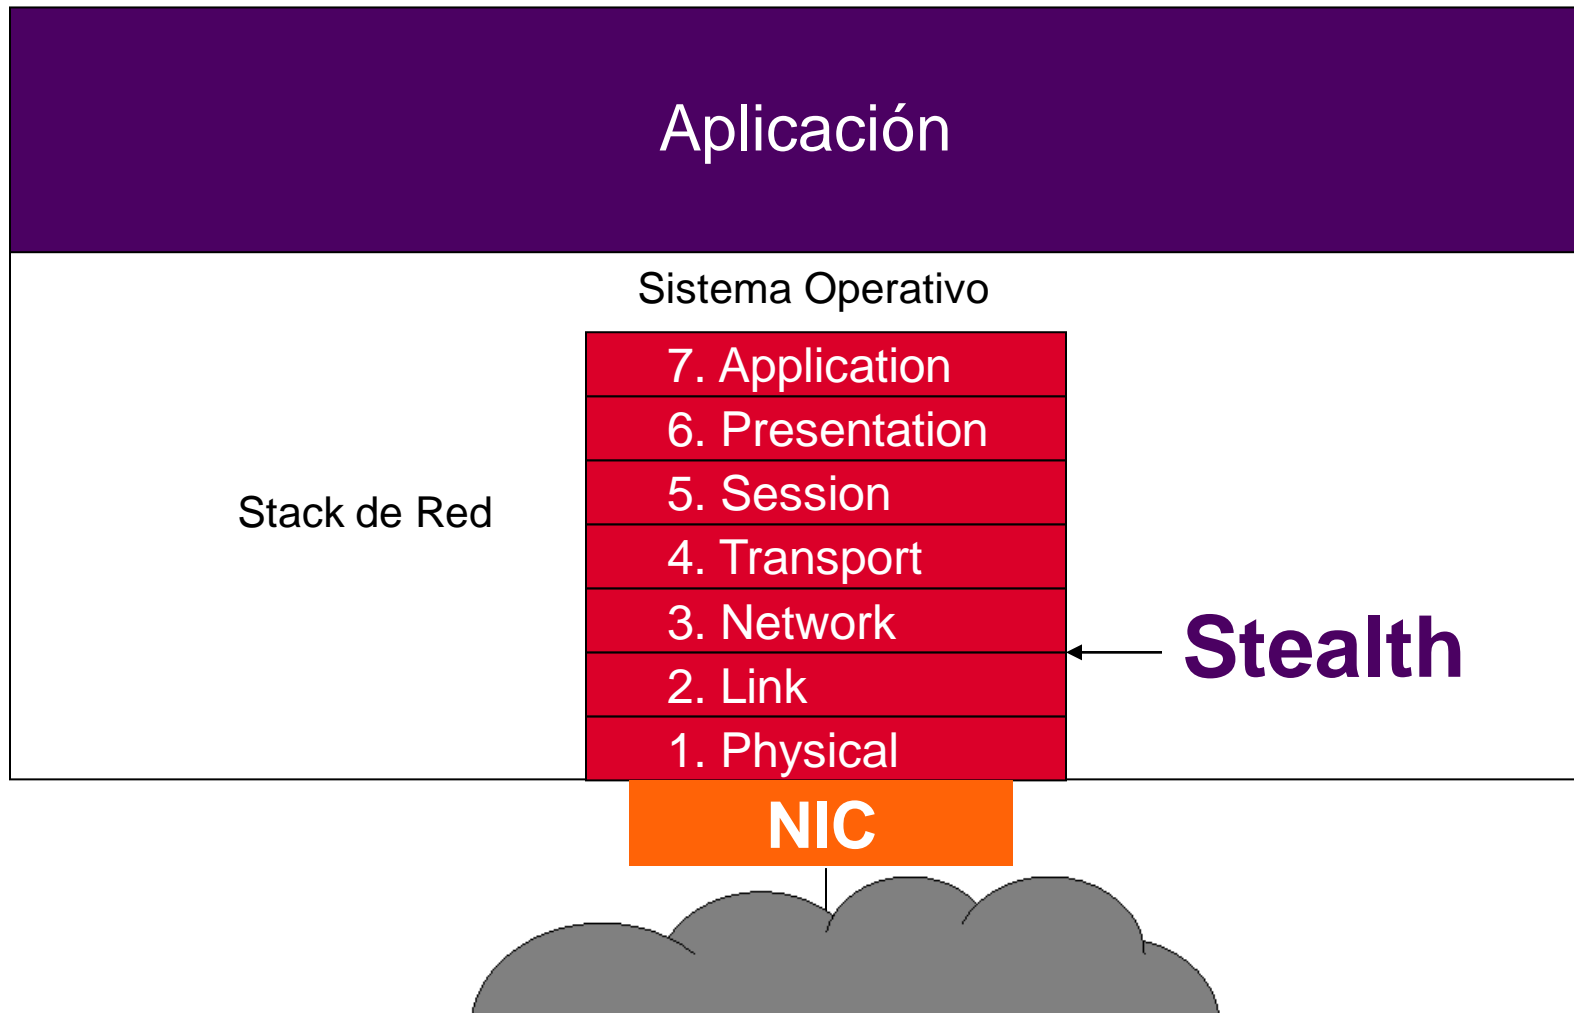 Aplicación
Sistema Operativo
7. Application
6. Presentation
5. Session
Stack de Red
4. Transport
3. Network
Stealth
2. Link
1. Physical
NIC